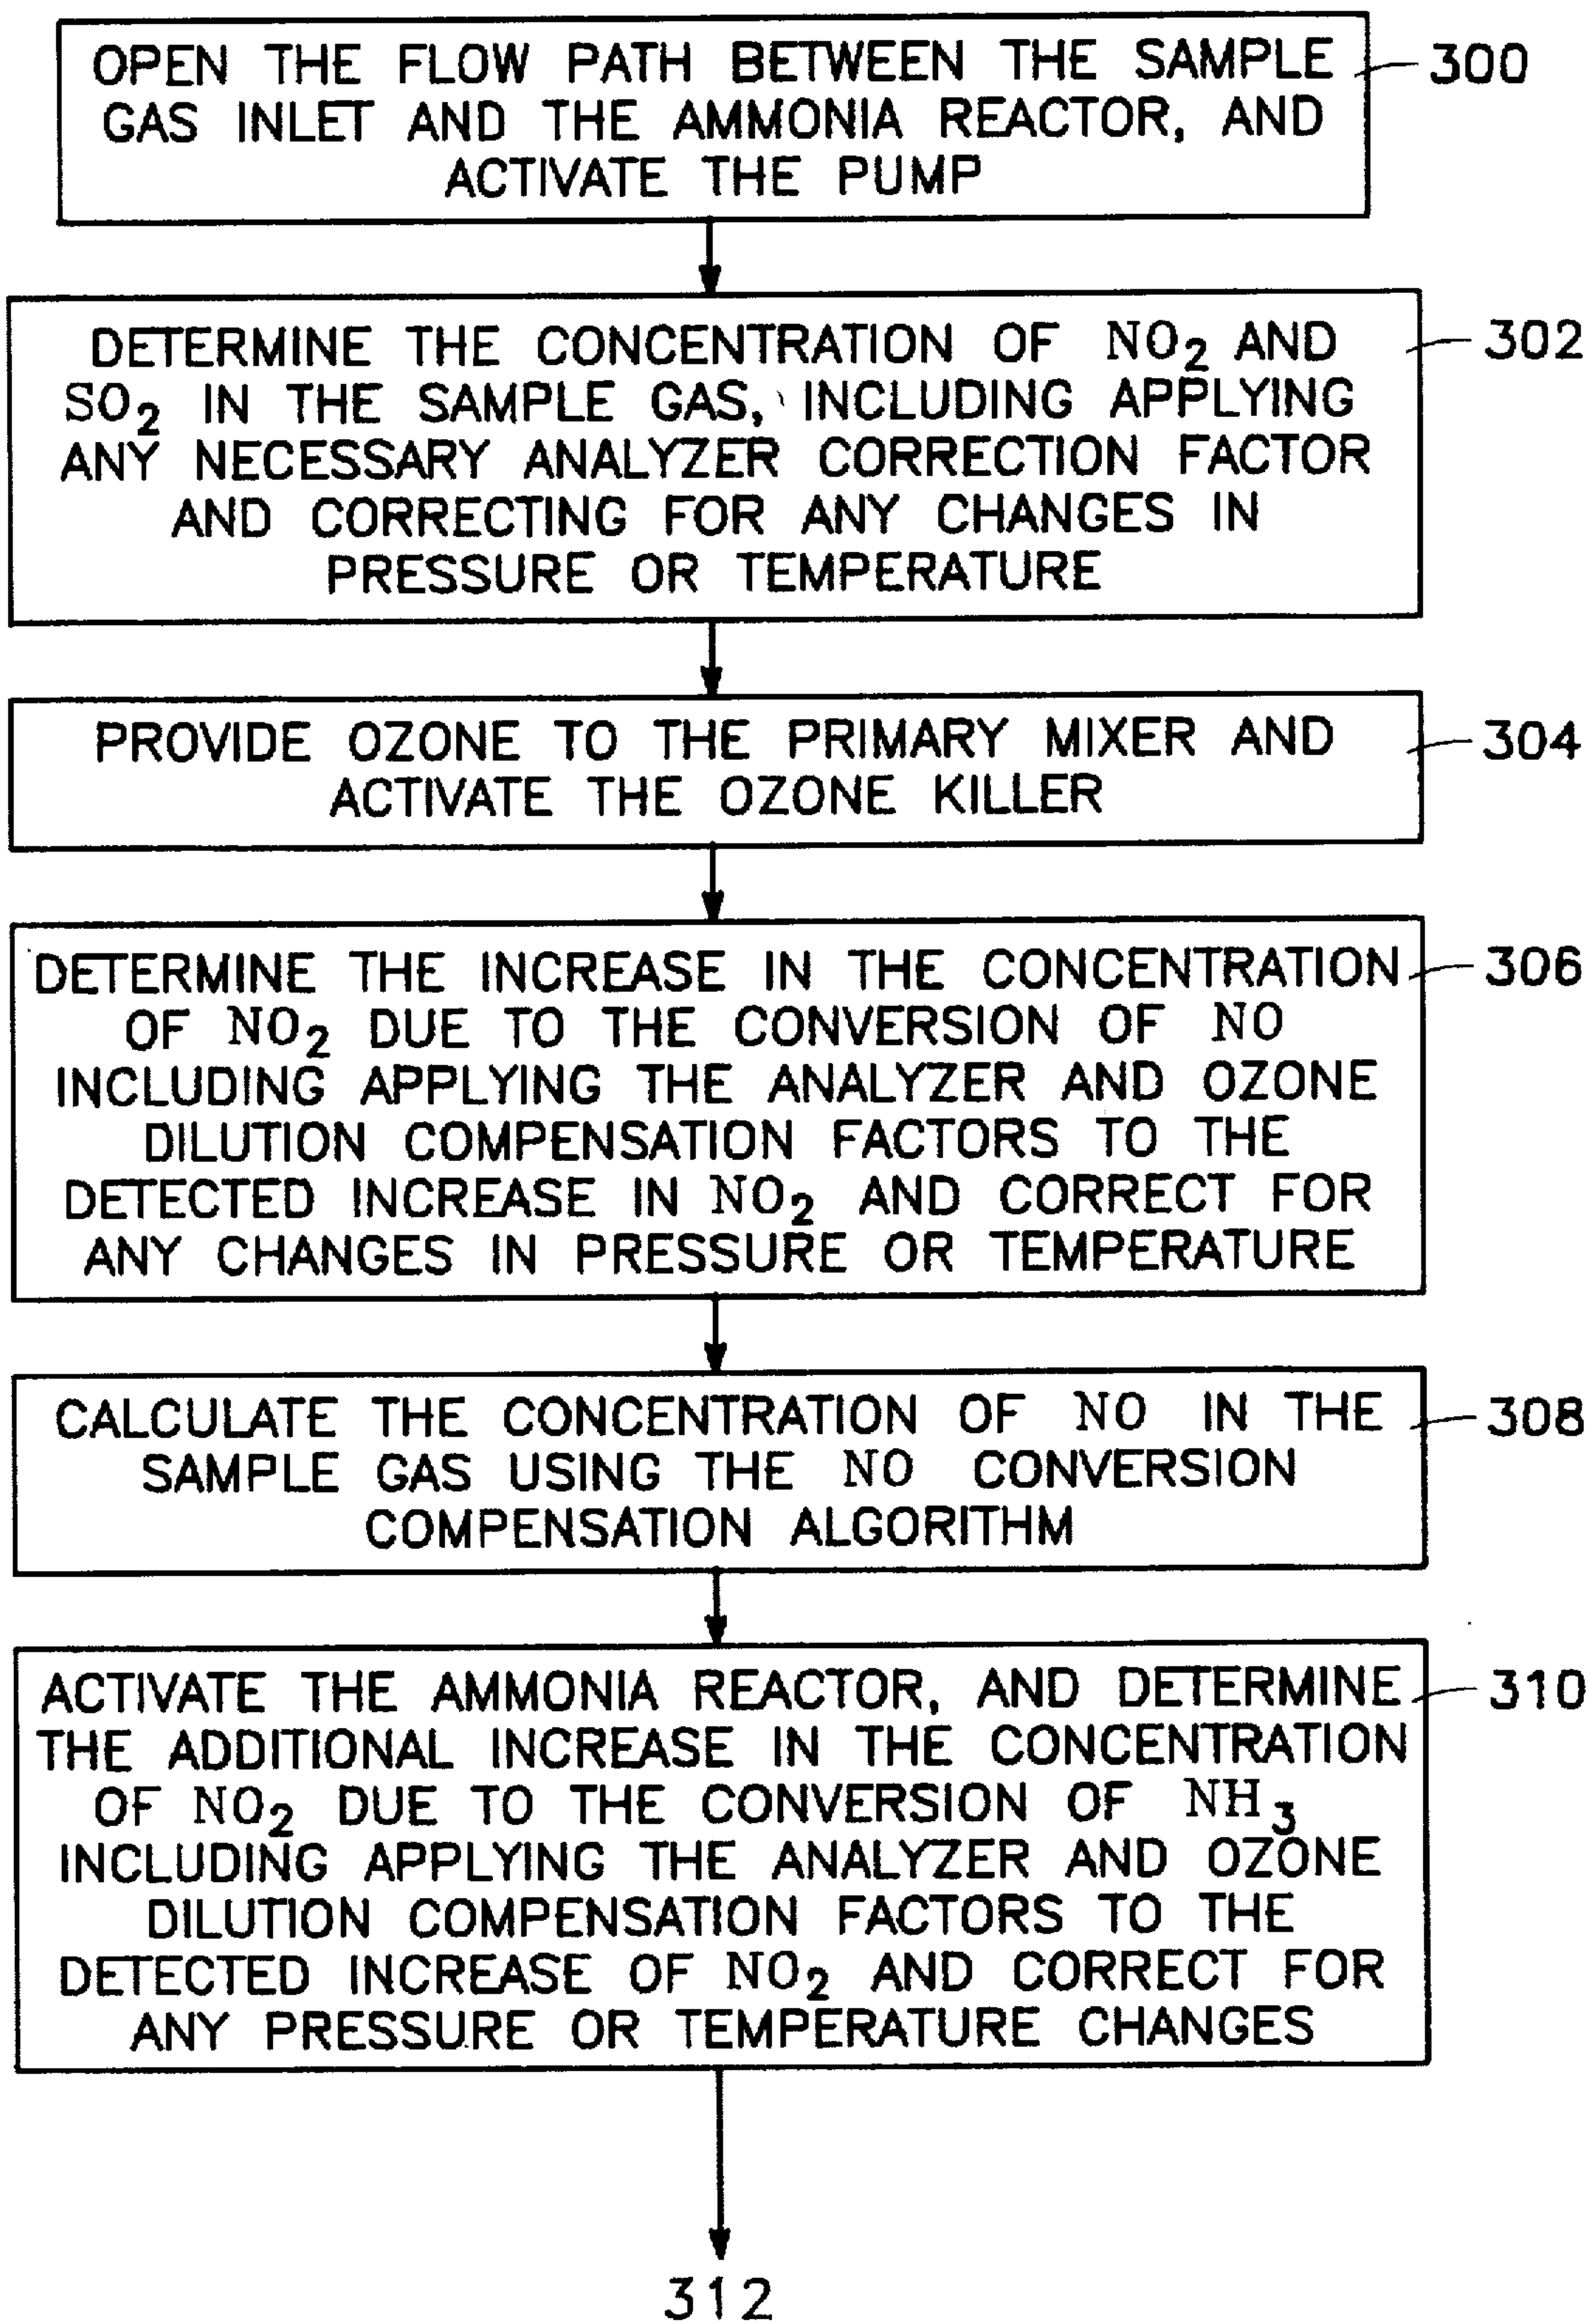 OPEN THE FLOW PATH BETWEEN THE SAMPLE
GAS INLET AND THE AMMONIA REACTOR, AND
ACTIVATE THE PUMP
300
DETERMINE THE CONCENTRATION OF NO₂ AND
SO₂ IN THE SAMPLE GAS, INCLUDING APPLYING
ANY NECESSARY ANALYZER CORRECTION FACTOR
AND CORRECTING FOR ANY CHANGES IN
PRESSURE OR TEMPERATURE
302
PROVIDE OZONE TO THE PRIMARY MIXER AND
ACTIVATE THE OZONE KILLER
304
DETERMINE THE INCREASE IN THE CONCENTRATION
OF NO₂ DUE TO THE CONVERSION OF NO
INCLUDING APPLYING THE ANALYZER AND OZONE
DILUTION COMPENSATION FACTORS TO THE
DETECTED INCREASE IN NO₂ AND CORRECT FOR
ANY CHANGES IN PRESSURE OR TEMPERATURE
306
CALCULATE THE CONCENTRATION OF NO IN THE
SAMPLE GAS USING THE NO CONVERSION
COMPENSATION ALGORITHM
308
ACTIVATE THE AMMONIA REACTOR, AND DETERMINE
THE ADDITIONAL INCREASE IN THE CONCENTRATION
OF NO₂ DUE TO THE CONVERSION OF NH₃
INCLUDING APPLYING THE ANALYZER AND OZONE
DILUTION COMPENSATION FACTORS TO THE
DETECTED INCREASE OF NO₂ AND CORRECT FOR
ANY PRESSURE OR TEMPERATURE CHANGES
310
312